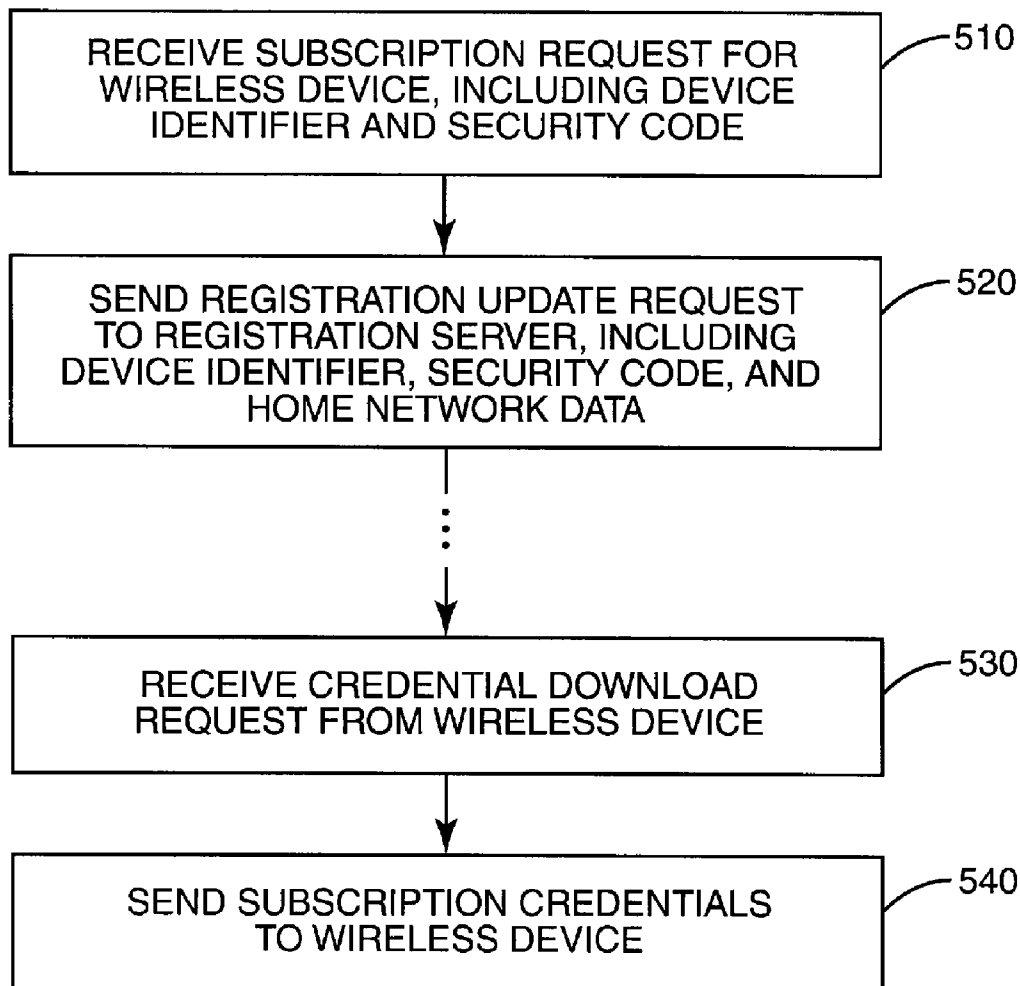 RECEIVE SUBSCRIPTION REQUEST FOR
WIRELESS DEVICE, INCLUDING DEVICE
IDENTIFIER AND SECURITY CODE
510
SEND REGISTRATION UPDATE REQUEST
TO REGISTRATION SERVER, INCLUDING
DEVICE IDENTIFIER, SECURITY CODE, AND
HOME NETWORK DATA
520
RECEIVE CREDENTIAL DOWNLOAD
REQUEST FROM WIRELESS DEVICE
530
SEND SUBSCRIPTION CREDENTIALS
TO WIRELESS DEVICE
540